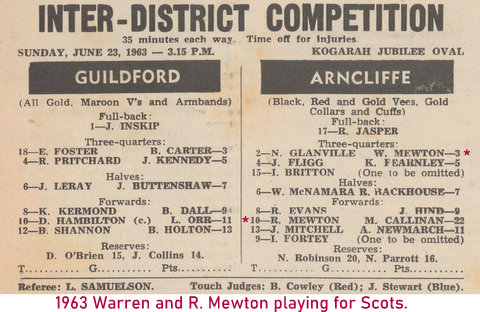 INTER-DISTRICT COMPETITION
35 minutes each way. Time off for injuries.
SUNDAY, JUNE 23, 1963 — 3.15 P.M. KOGARAH JUBILEE OVAL
GUILDFORD
(All Gold, Maroon V's and Armbands)
Full-back:
1—J. INSKIP
Three-quarters:
18—E. FOSTER B. CARTER—3
4—R. PRITCHARD J. KENNEDY—5
Halves:
6—J. LERAY J. BUTTENSHAW—7
Forwards:
8—K. KERMOND B. DALL—9
10—D. HAMBILTON (c.) L. ORR—11
12—B. SHANNON B. HOLTON—13
Reserves:
D. O'Brien 15, J. Collins 14.
T. G. Pts.
ARNCLIFFE
(Black, Red and Gold Vees, Gold
Collars and Cuffs)
Full-back:
17—R. JASPER
Three-quarters:
2—N. GLANVILLE W. MEWTON—3 *
4—J. FLIGG K. FEARNLEY—5
15—I. BRITTON (One to be omitted)
Halves:
6—W. McNAMARA R. BACKHOUSE—7
Forwards:
8—R. EVANS J. HIND—9
*10—R. MEWTON M. CALLINAN—22
13—J. MITCHELL A. NEWMARCH—11
9—I. FORTEY (One to be omitted)
Reserves:
N. Robinson 20, N. Parrott 16.
T. G. Pts.
Referee: L. SAMUELSON. Touch Judges: B. Cowley (Red); J. Stewart (Blue).
1963 Warren and R. Mewton playing for Scots.